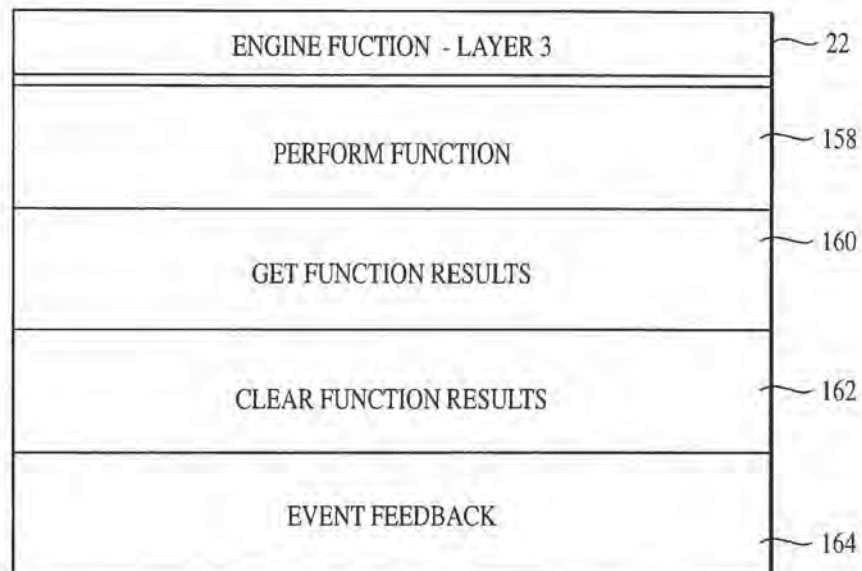 ENGINE FUCTION - LAYER 3
22
PERFORM FUNCTION
158
GET FUNCTION RESULTS
160
CLEAR FUNCTION RESULTS
162
EVENT FEEDBACK
164